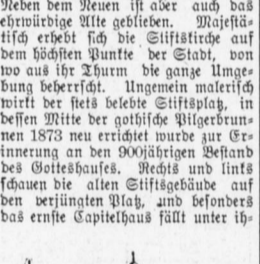 Neben dem Neuen ist aber auch das
ehrwürdige Alte geblieben. Majestä-
tisch erhebt sich die Stiftskirche auf
dem höchsten Punkte der Stadt, von
wo aus ihr Thurm die ganze Umge-
bung beherrscht. Ungemein malerisch
wirkt der stets belebte Stiftsplatz, in
dessen Mitte der gothische Pilgerbrun-
nen 1873 neu errichtet wurde zur Er-
innerung an den 900jährigen Bestand
des Gotteshauses. Rechts und links
schauen die alten Stiftsgebäude auf
den verjüngten Platz, und besonders
das ernste Capitelhaus fällt unter ih-